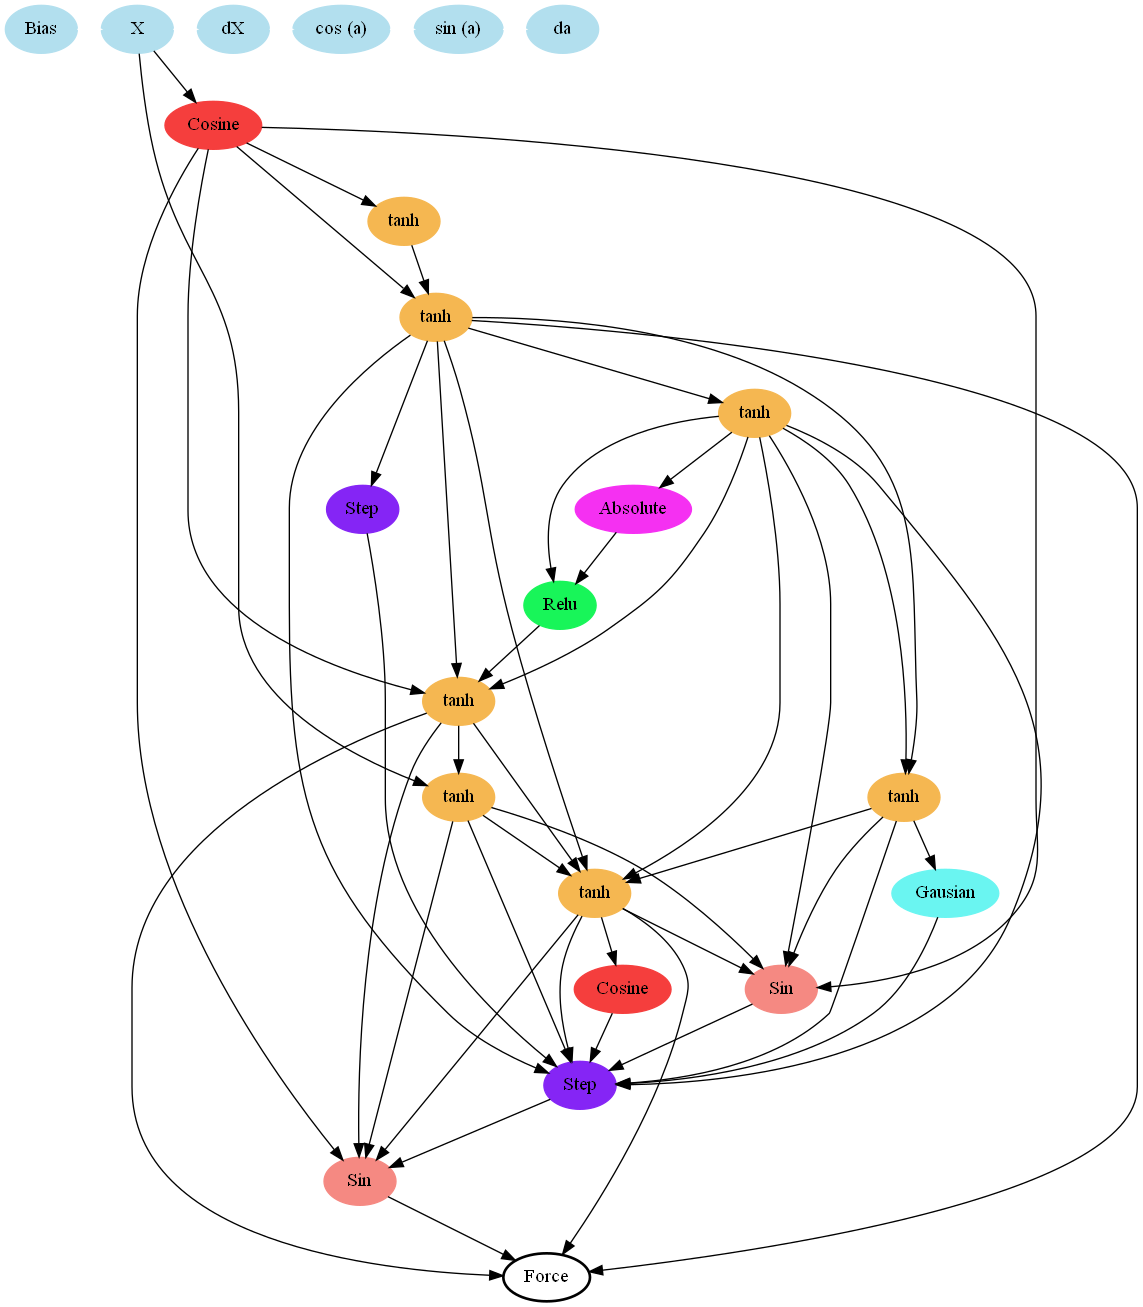 Bias
X
dX
cos (a)
sin (a)
da
Cosine
tanh
tanh
tanh
Step
Absolute
Relu
tanh
tanh
tanh
tanh
Gausian
Cosine
Sin
Step
Sin
Force